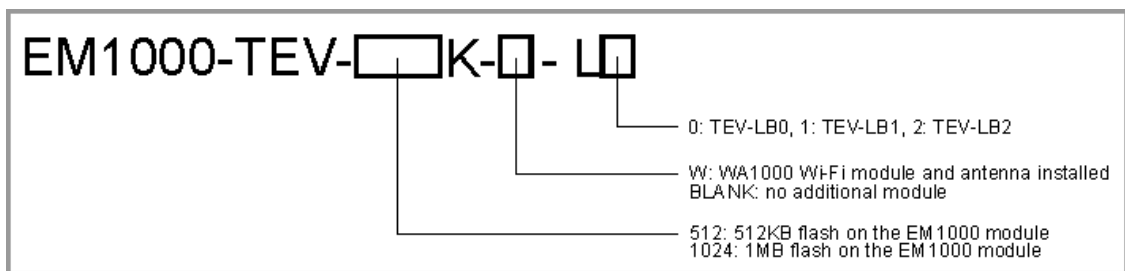 EM1000-TEV-K-- L
0: TEV-LB0, 1: TEV-LB1, 2: TEV-LB2
W: WA1000 Wi-Fi module and antenna installed
BLANK: no additional module
512: 512KB flash on the EM1000 module
1024: 1MB flash on the EM1000 module